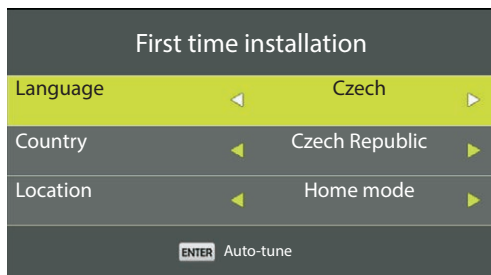 First time installation
Language Czech
Country Czech Republic
Location Home mode
ENTER Auto-tune